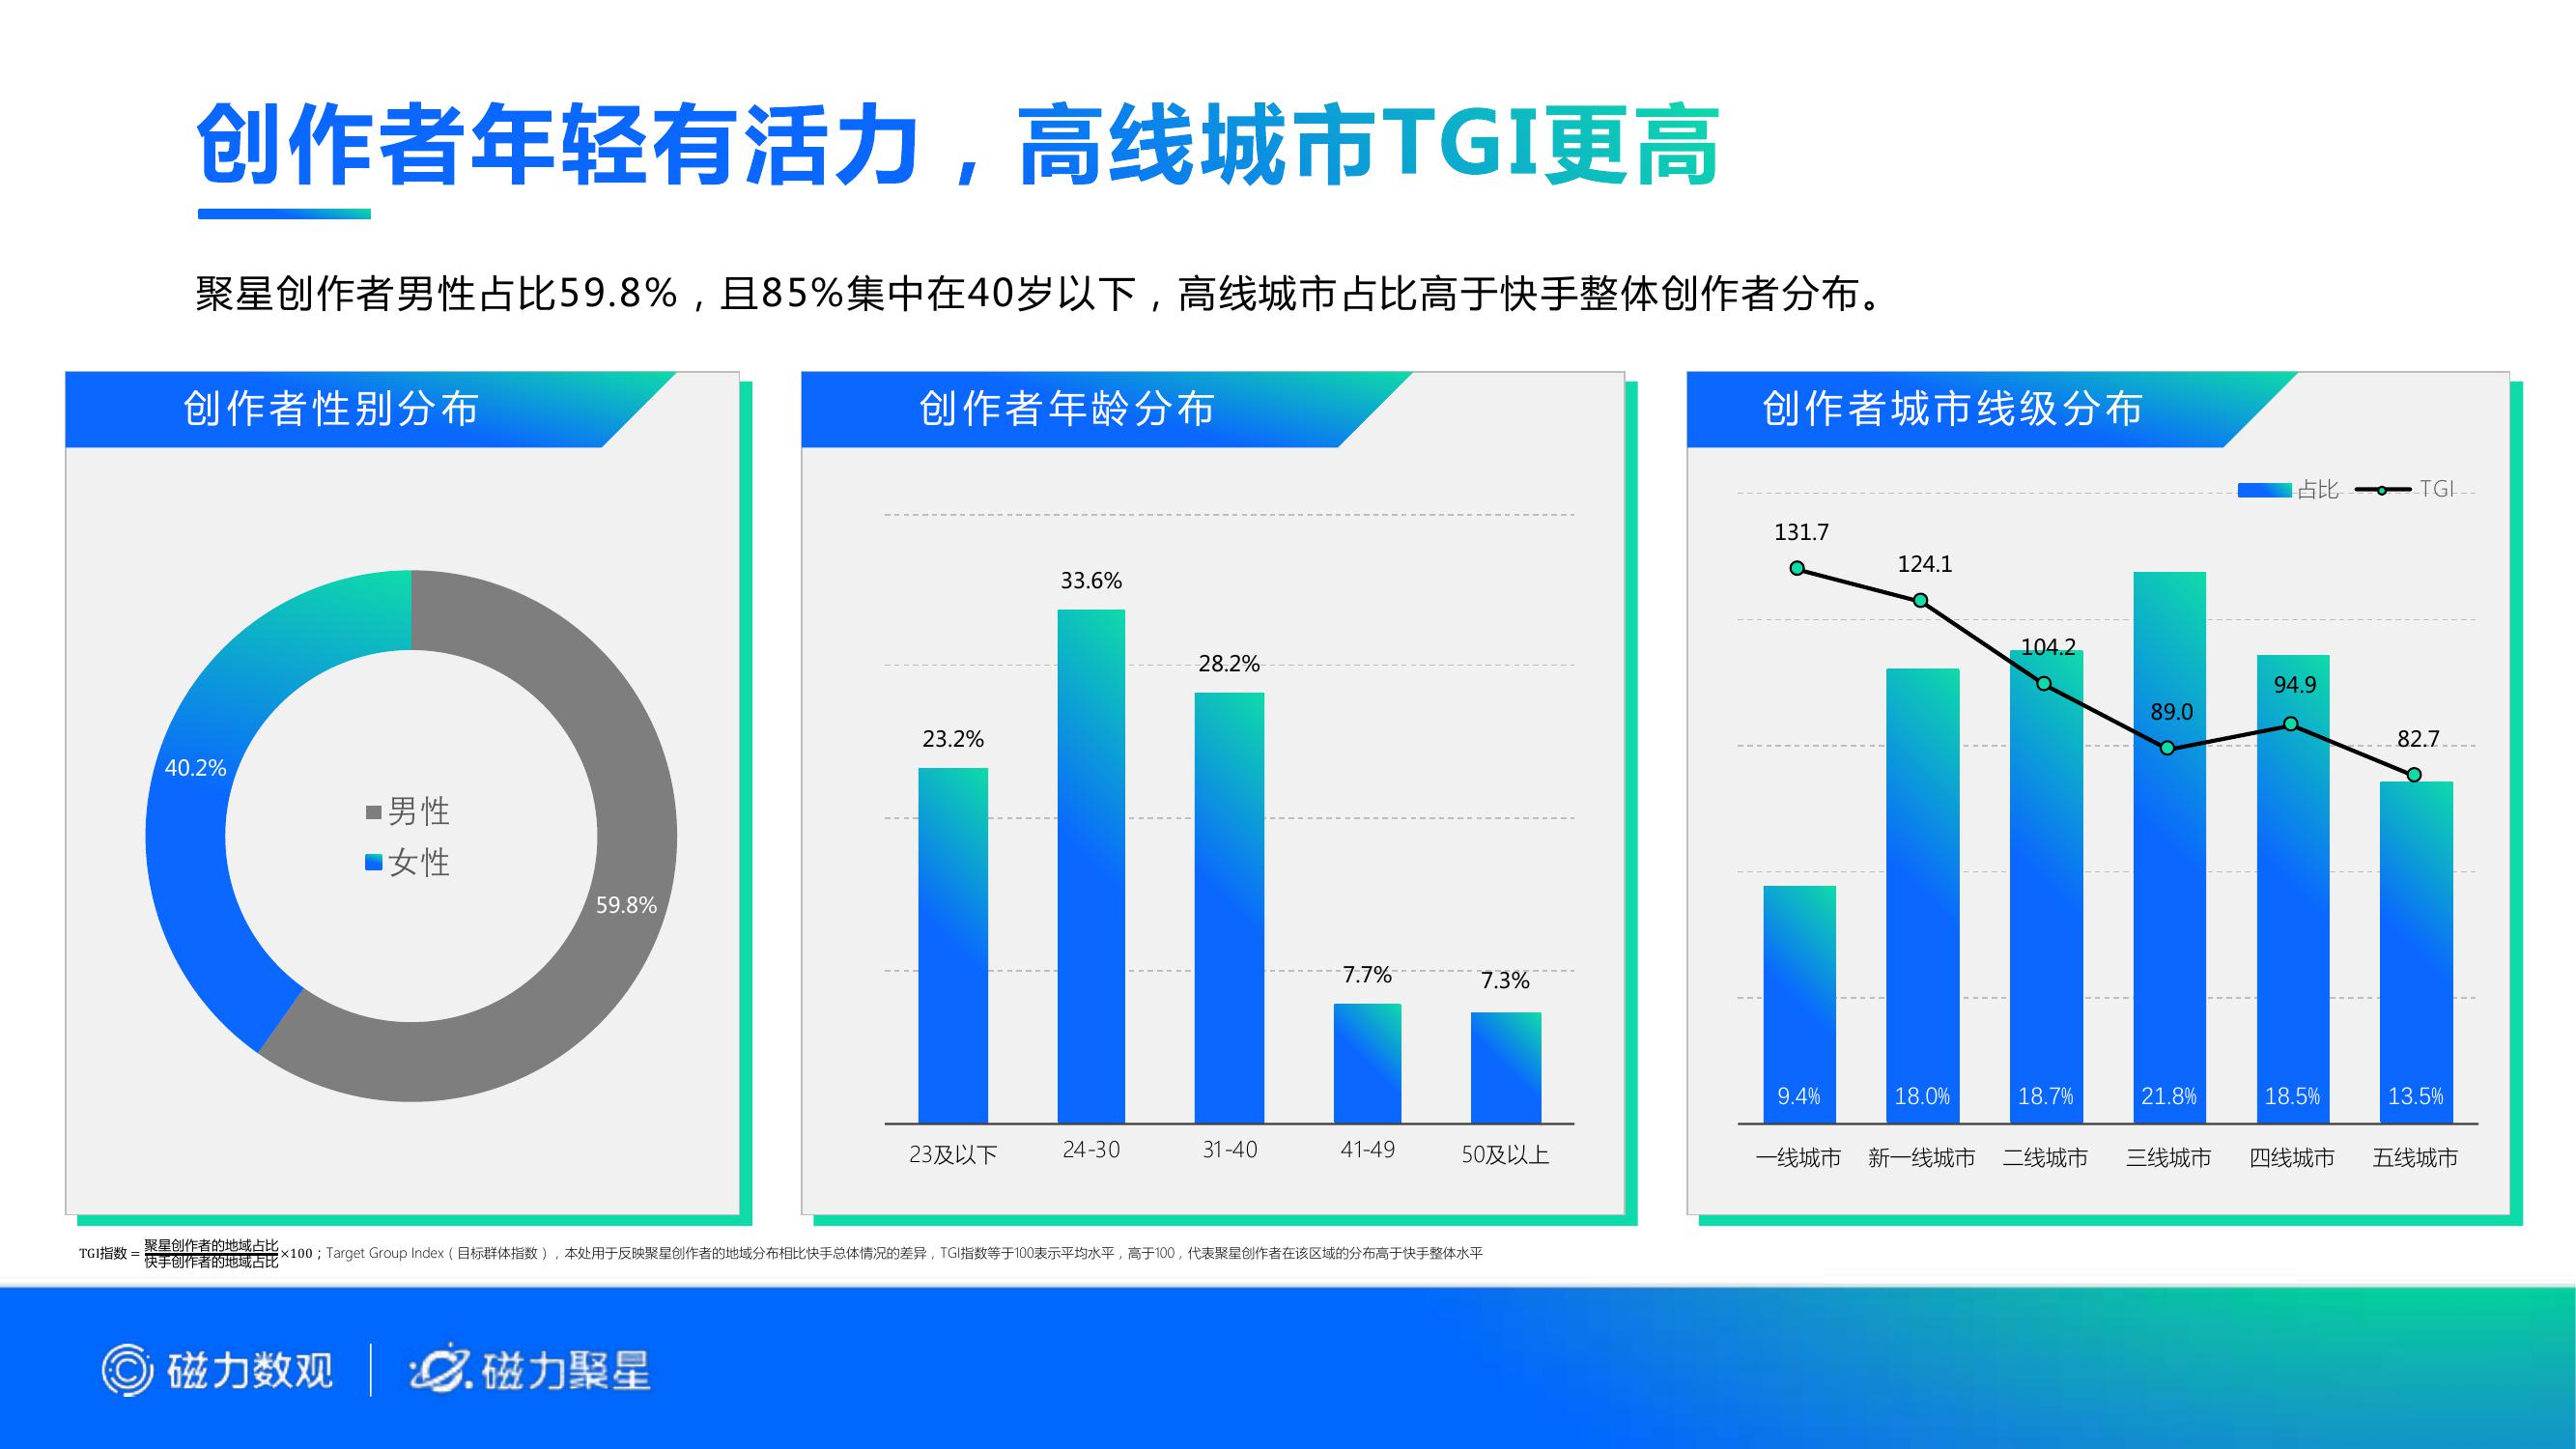 创作者年轻有活力，高线城市TGI更高
聚星创作者男性占比59.8%，且85%集中在40岁以下，高线城市占比高于快手整体创作者分布。
创作者性别分布
40.2%
男性
女性
59.8%
创作者年龄分布
33.6%
28.2%
23.2%
7.7%
7.3%
23及以下
24-30
31-40
41-49
50及以上
创作者城市线级分布
占比
TGI
131.7
124.1
104.2
89.0
94.9
82.7
9.4%
18.0%
18.7%
21.8%
18.5%
13.5%
一线城市
新一线城市
二线城市
三线城市
四线城市
五线城市
TGI指数 = 聚星创作者的地域占比 / 快手创作者的地域占比 ×100；Target Group Index（目标群体指数），本处用于反映聚星创作者的地域分布相比快手总体情况的差异，TGI指数等于100表示平均水平，高于100，代表聚星创作者在该区域的分布高于快手整体水平
磁力数观
磁力聚星